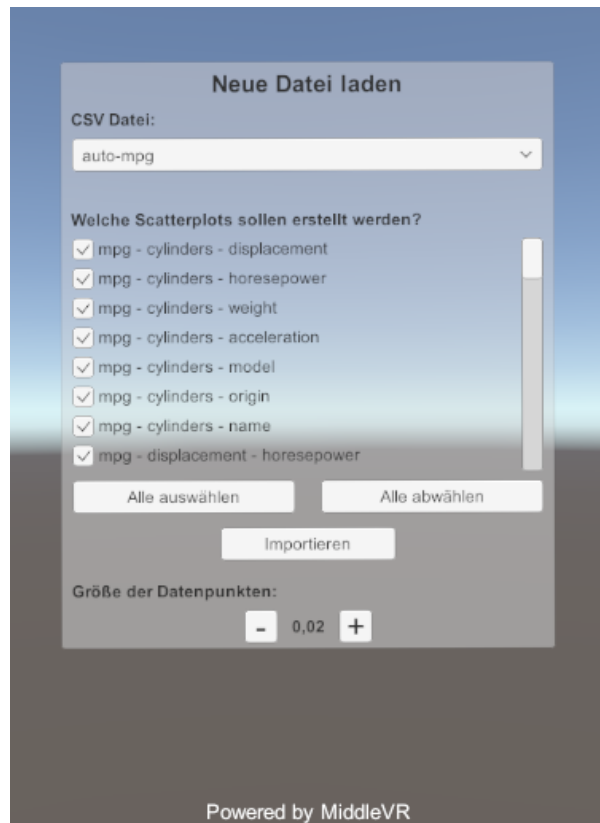 Neue Datei laden
CSV Datei:
auto-mpg
Welche Scatterplots sollen erstellt werden?
mpg - cylinders - displacement
mpg - cylinders - horesepower
mpg - cylinders - weight
mpg - cylinders - acceleration
mpg - cylinders - model
mpg - cylinders - origin
mpg - cylinders - name
mpg - displacement - horesepower
Alle auswählen Alle abwählen
Importieren
Größe der Datenpunkten:
- 0,02 +
Powered by MiddleVR